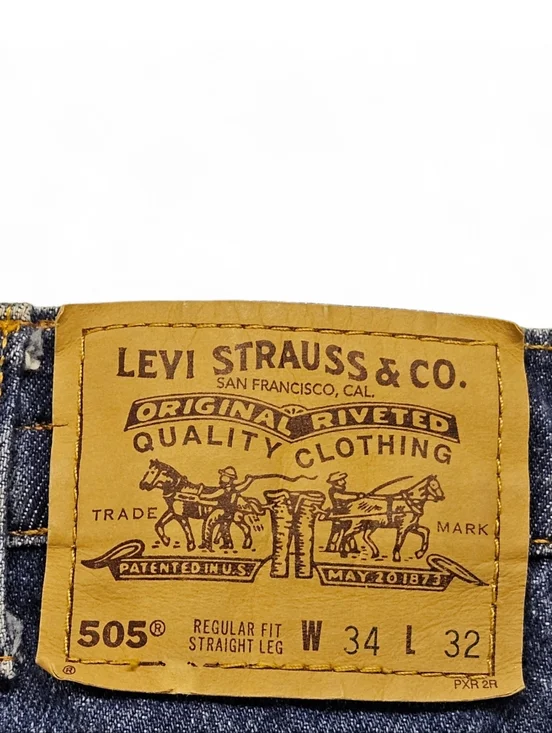 LEVI STRAUSS & CO.
SAN FRANCISCO, CAL.
ORIGINAL RIVETED
QUALITY CLOTHING
TRADE MARK
PATENTED IN U.S. MAY 20 1873
505® REGULAR FIT STRAIGHT LEG W 34 L 32
® PXR 2R